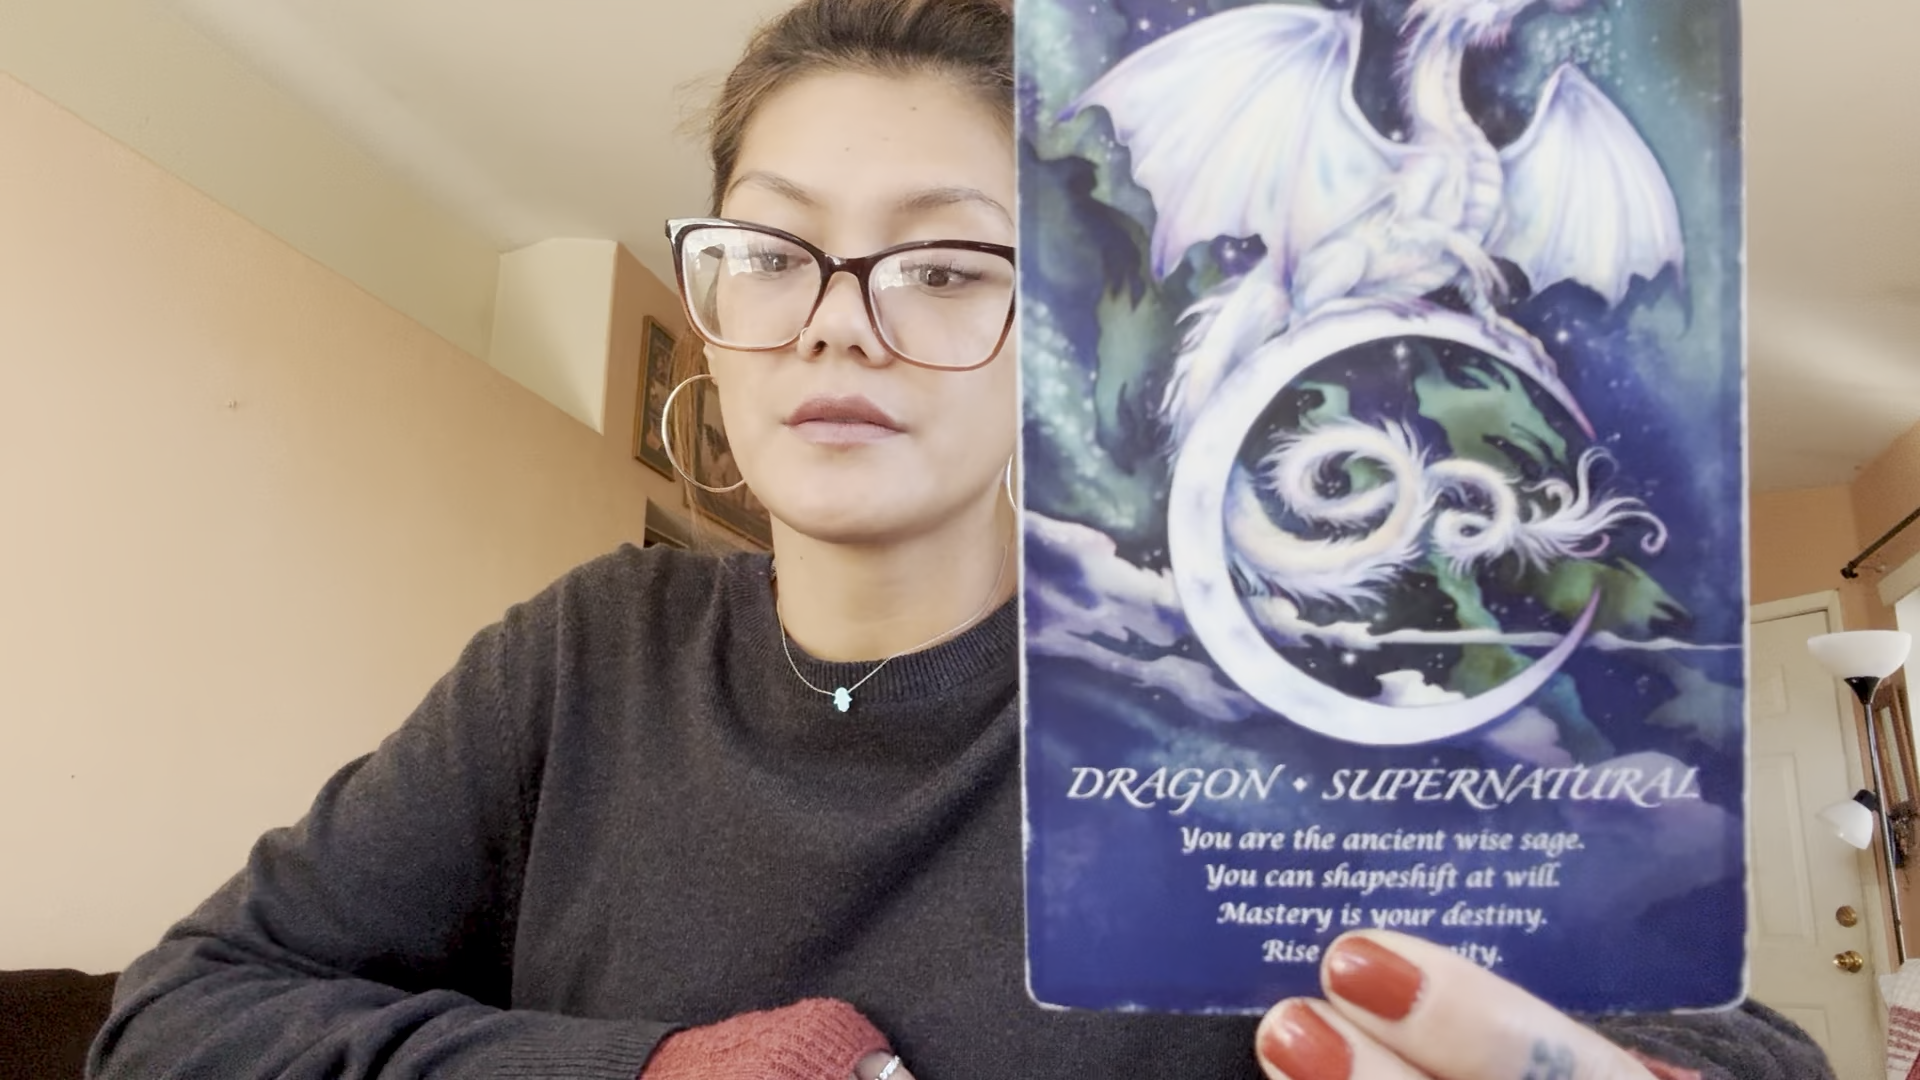 DRAGON • SUPERNATURAL
You are the ancient wise sage.
You can shapeshift at will.
Mastery is your destiny.
Rise